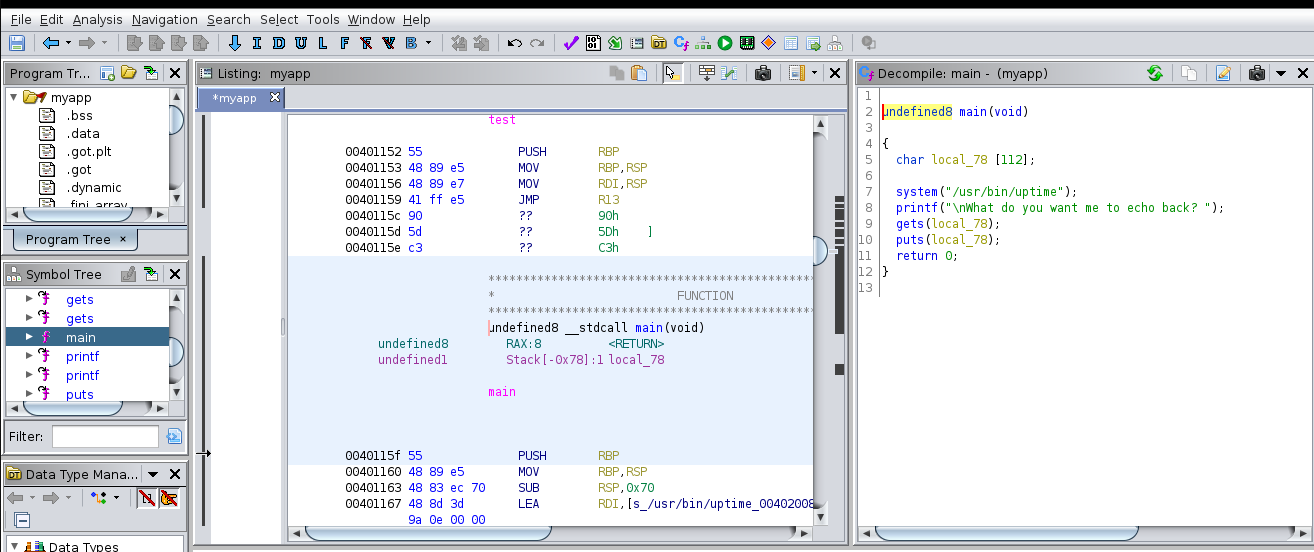 File Edit Analysis Navigation Search Select Tools Window Help
I D U L F R V B
Program Tr...
myapp
.bss
.data
.got.plt
.got
.dynamic
.fini_array
Program Tree ×
Symbol Tree
gets
gets
main
printf
printf
puts
Filter:
Data Type Mana...
Data Types
Listing: myapp
*myapp
test
00401152 55 PUSH RBP
00401153 48 89 e5 MOV RBP,RSP
00401156 48 89 e7 MOV RDI,RSP
00401159 41 ff e5 JMP R13
0040115c 90 ?? 90h
0040115d 5d ?? 5Dh ]
0040115e c3 ?? C3h
***********************************************
* FUNCTION
***********************************************
undefined8 __stdcall main(void)
undefined8 RAX:8 <RETURN>
undefined1 Stack[-0x78]:1 local_78
main
0040115f 55 PUSH RBP
00401160 48 89 e5 MOV RBP,RSP
00401163 48 83 ec 70 SUB RSP,0x70
00401167 48 8d 3d LEA RDI,[s_/usr/bin/uptime_00402008
9a 0e 00 00
Decompile: main - (myapp)
1
2 undefined8 main(void)
3
4 {
5 char local_78 [112];
6
7 system("/usr/bin/uptime");
8 printf("\nWhat do you want me to echo back? ");
9 gets(local_78);
10 puts(local_78);
11 return 0;
12 }
13